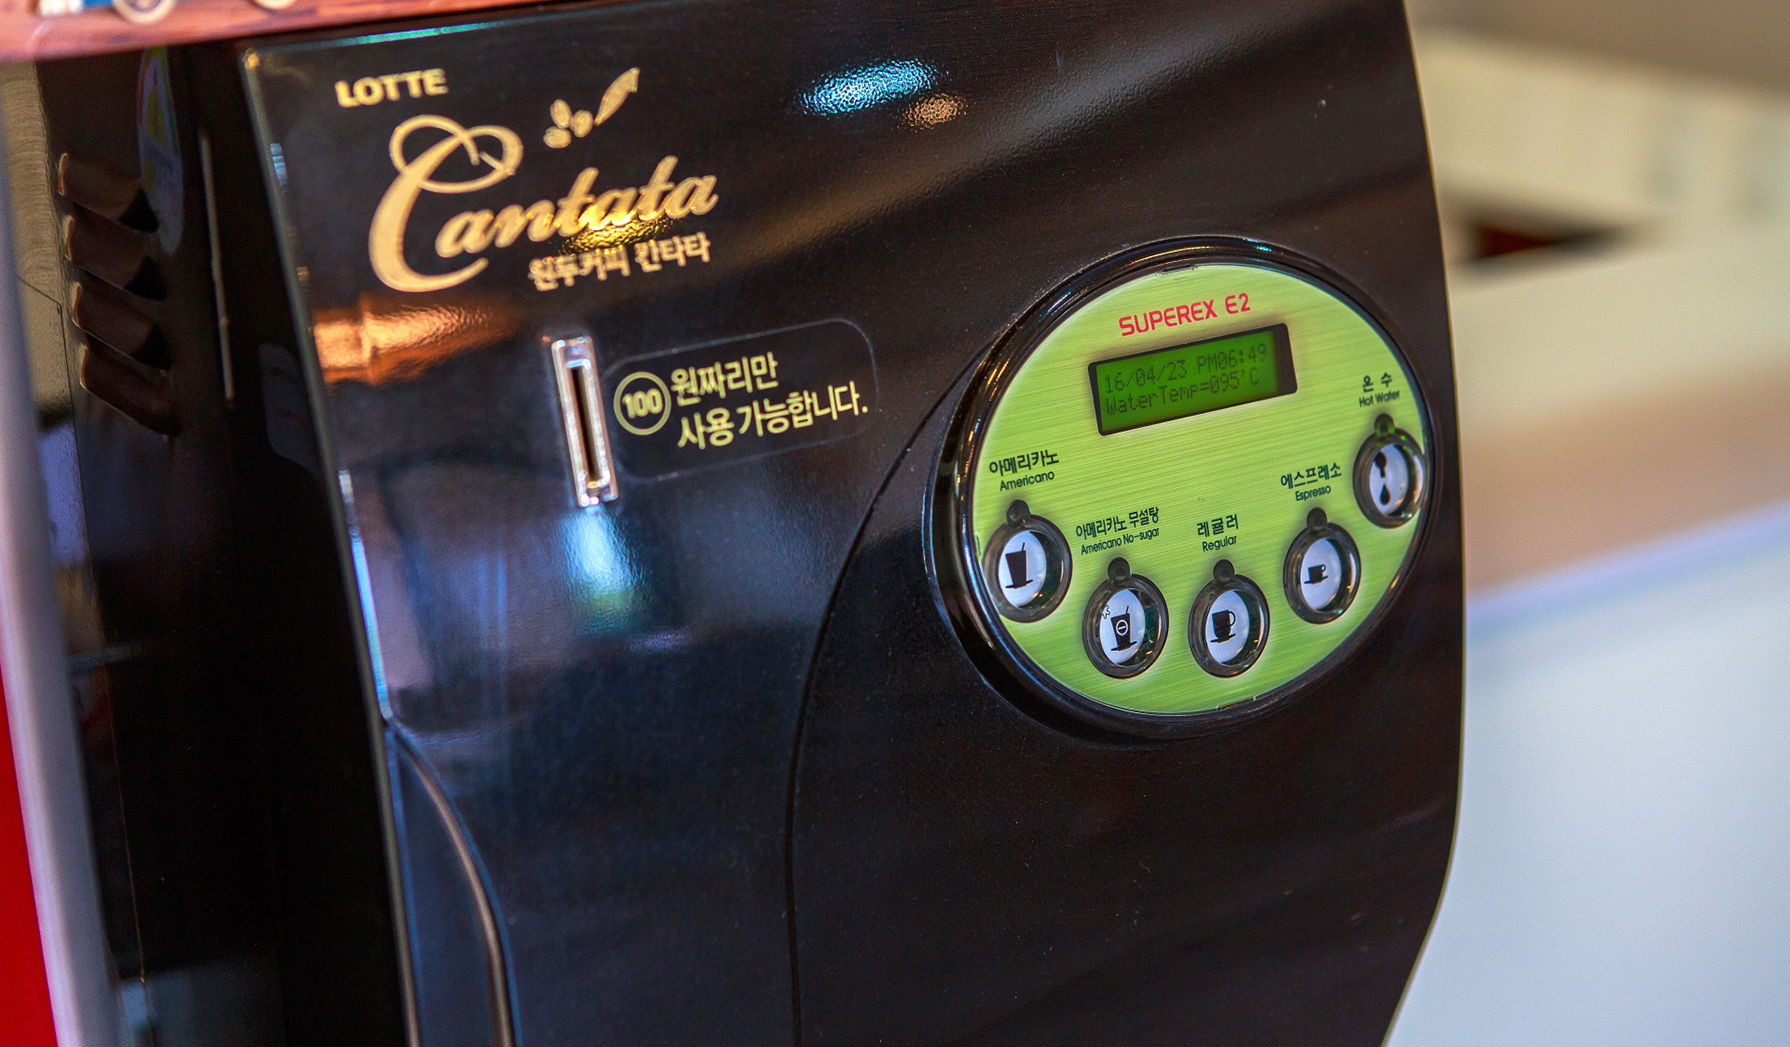 LOTTE
Cantata
원두커피 칸타타
100 원짜리만
사용 가능합니다.
SUPEREX E2
16/04/23 PM06:49
WaterTemp=095°C
온 수
Hot Water
아메리카노
Americano
아메리카노 무설탕
Americano No-sugar
레귤러
Regular
에스프레소
Espresso